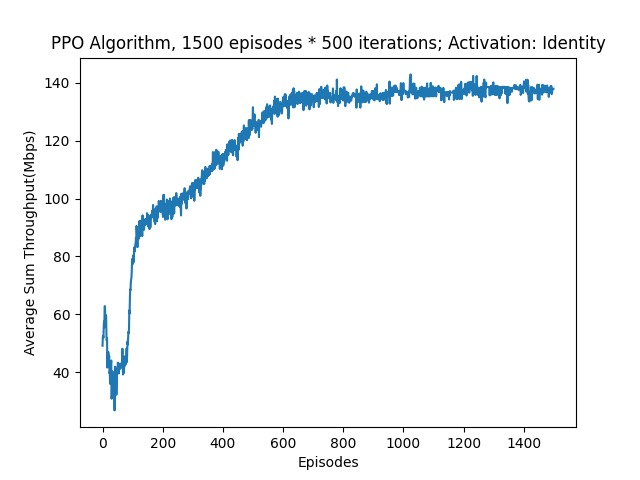 PPO Algorithm, 1500 episodes * 500 iterations; Activation: Identity
Average Sum Throughput(Mbps)
140
120
100
80
60
40
0 200 400 600 800 1000 1200 1400
Episodes